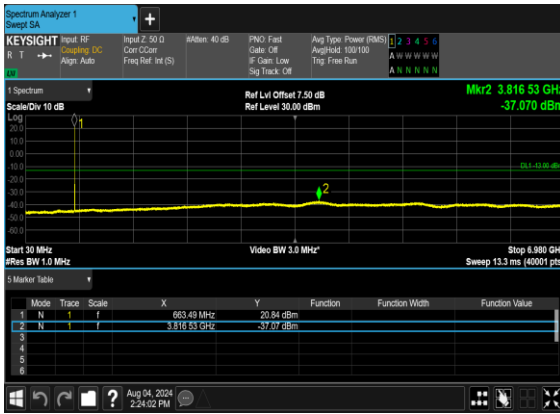 Spectrum Analyzer 1
Swept SA
+
KEYSIGHT Input: RF Input Z: 50 Ω #Atten: 40 dB PNO: Fast Avg Type: Power (RMS) 1 2 3 4 5 6
R T Coupling: DC Corr CCorr Gate: Off Avg|Hold: 100/100 A W W W W W
Align: Auto Freq Ref: Int (S) IF Gain: Low Trig: Free Run A N N N N N
Sig Track: Off
1 Spectrum
Scale/Div 10 dB
Ref Lvl Offset 7.50 dB
Ref Level 30.00 dBm
Mkr2 3.816 53 GHz
-37.070 dBm
Log
20.0
10.0
0.00
-10.0
-20.0
-30.0
-40.0
-50.0
-60.0
1
2
DL1 -13.00 dBm
Start 30 MHz Video BW 3.0 MHz* Stop 6.980 GHz
#Res BW 1.0 MHz Sweep 13.3 ms (40001 pts)
5 Marker Table
Mode Trace Scale X Y Function Function Width Function Value
1 N 1 f 663.49 MHz 20.84 dBm
2 N 1 f 3.816 53 GHz -37.07 dBm
3
4
5
6
?
Aug 04, 2024
2:24:02 PM